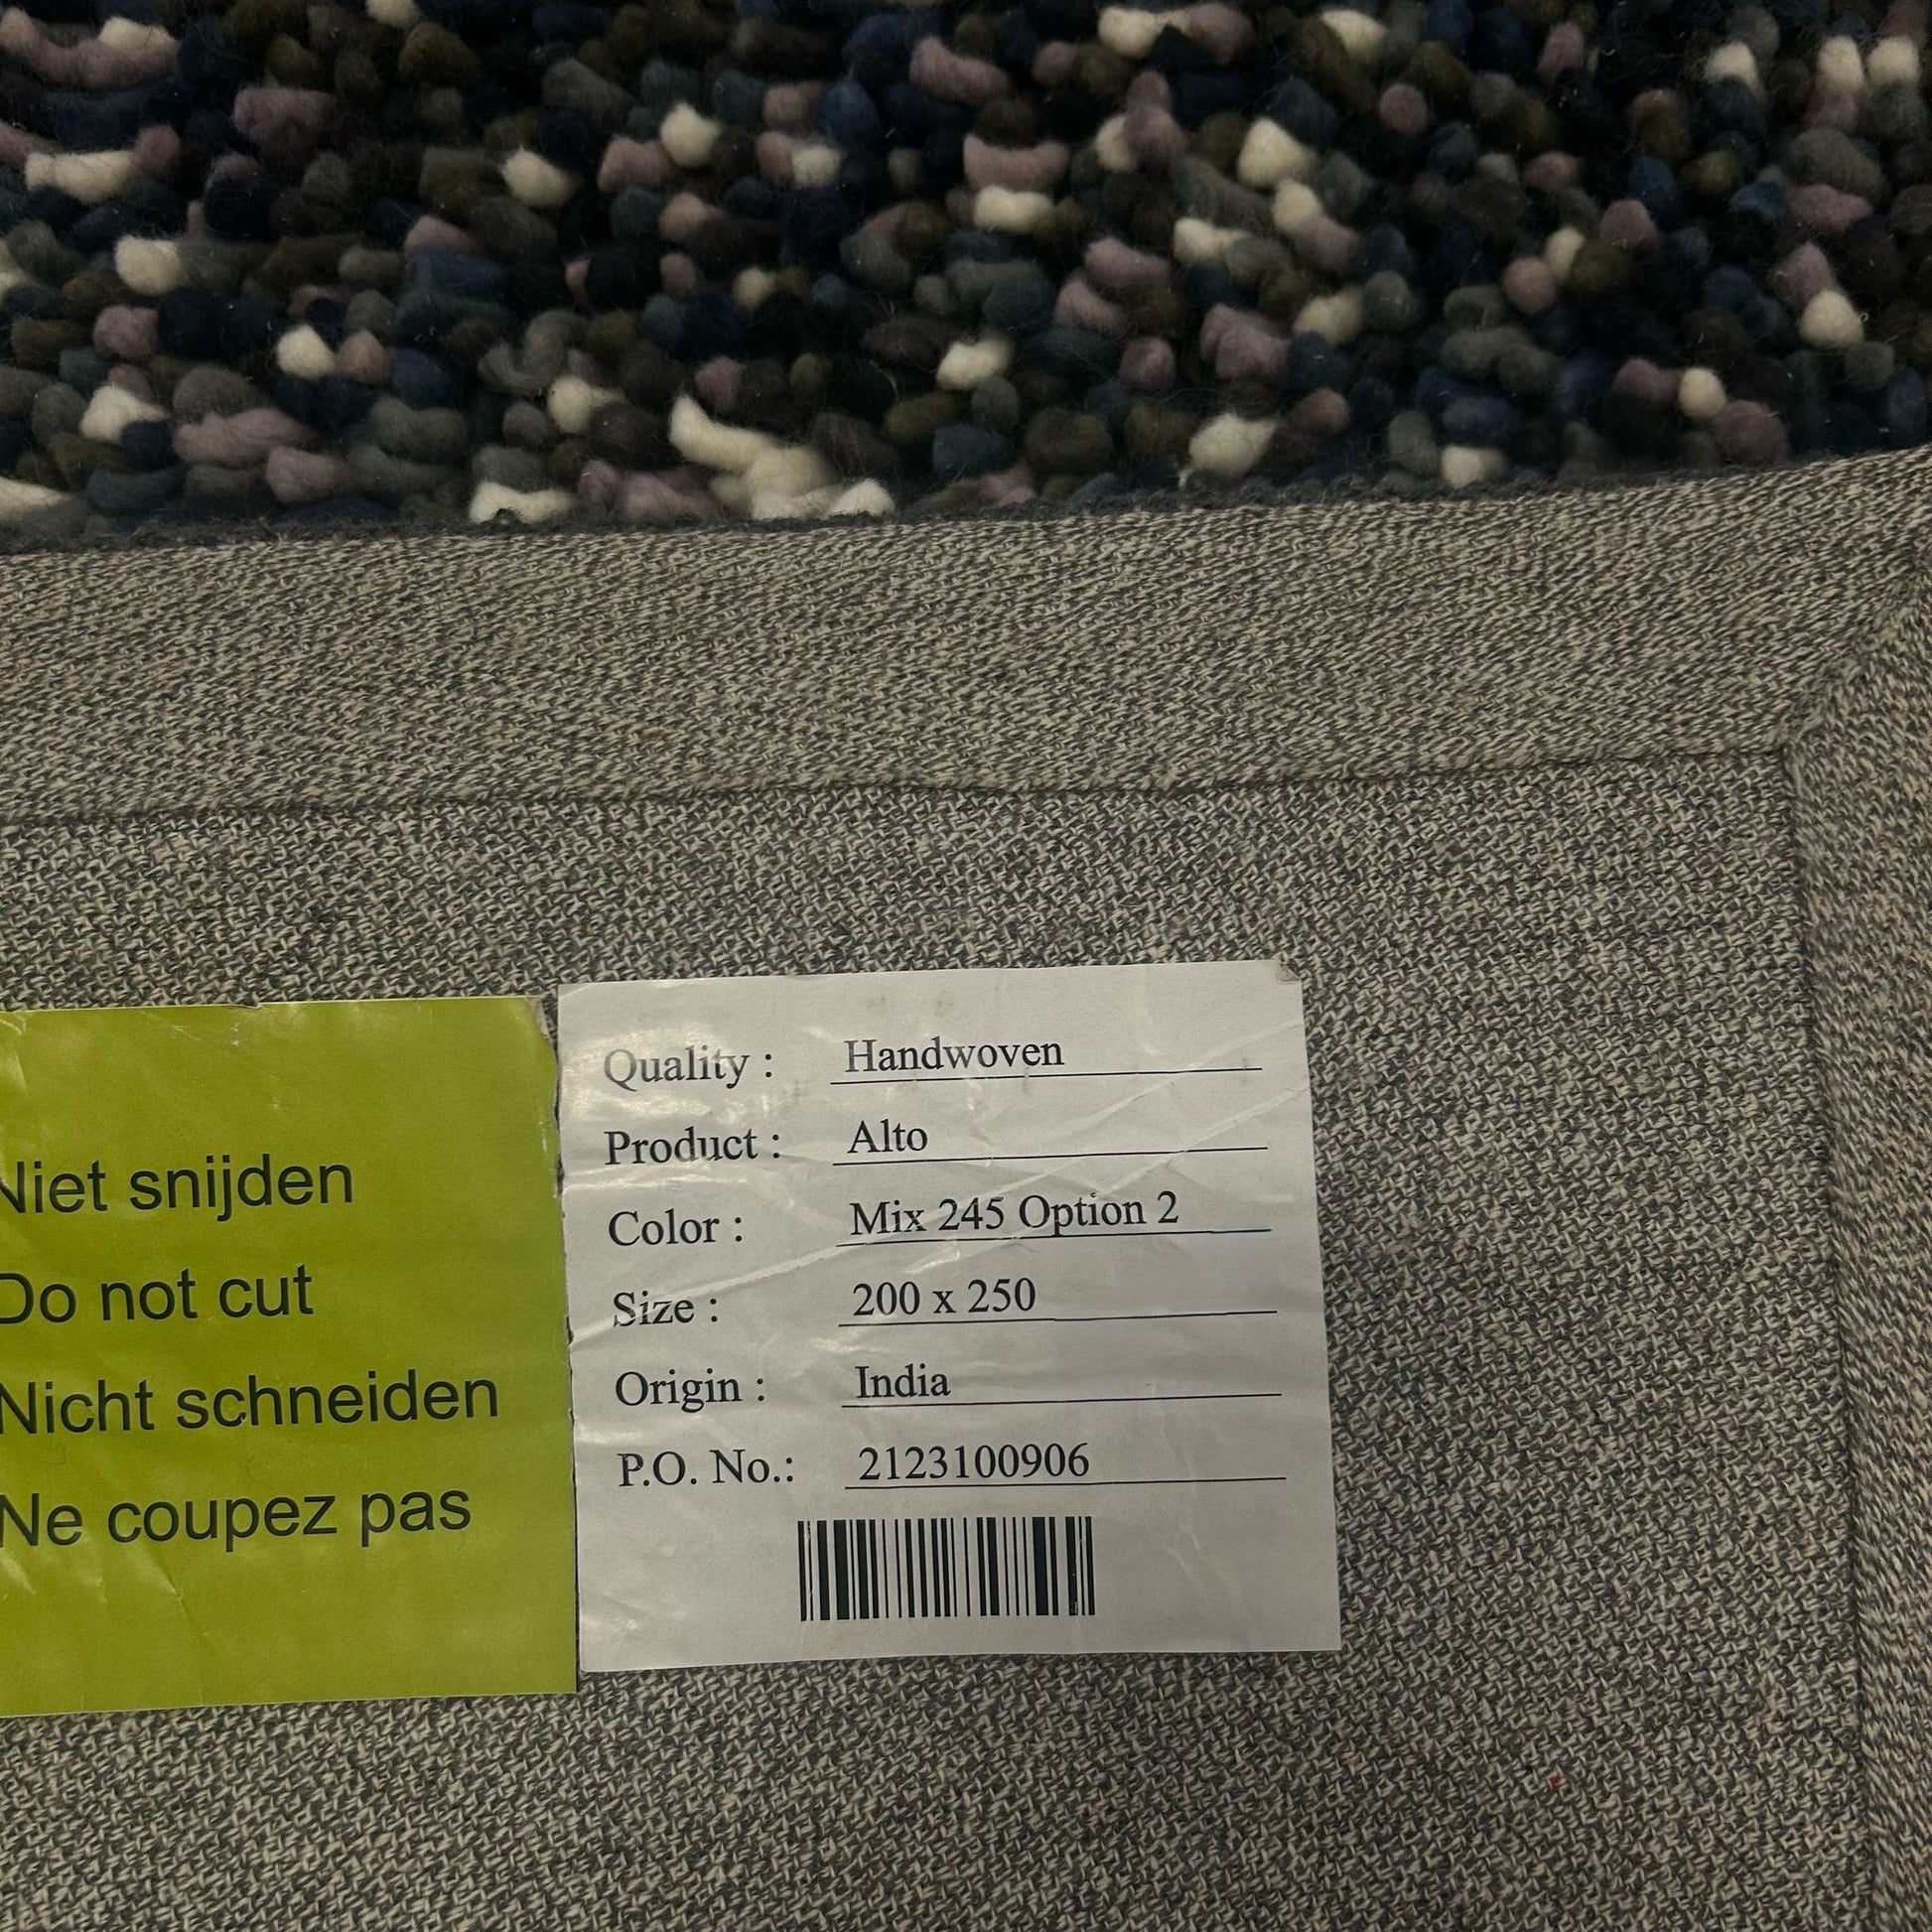 Niet snijden
Do not cut
Nicht schneiden
Ne coupez pas
Quality : Handwoven
Product : Alto
Color : Mix 245 Option 2
Size : 200 x 250
Origin : India
P.O. No.: 2123100906